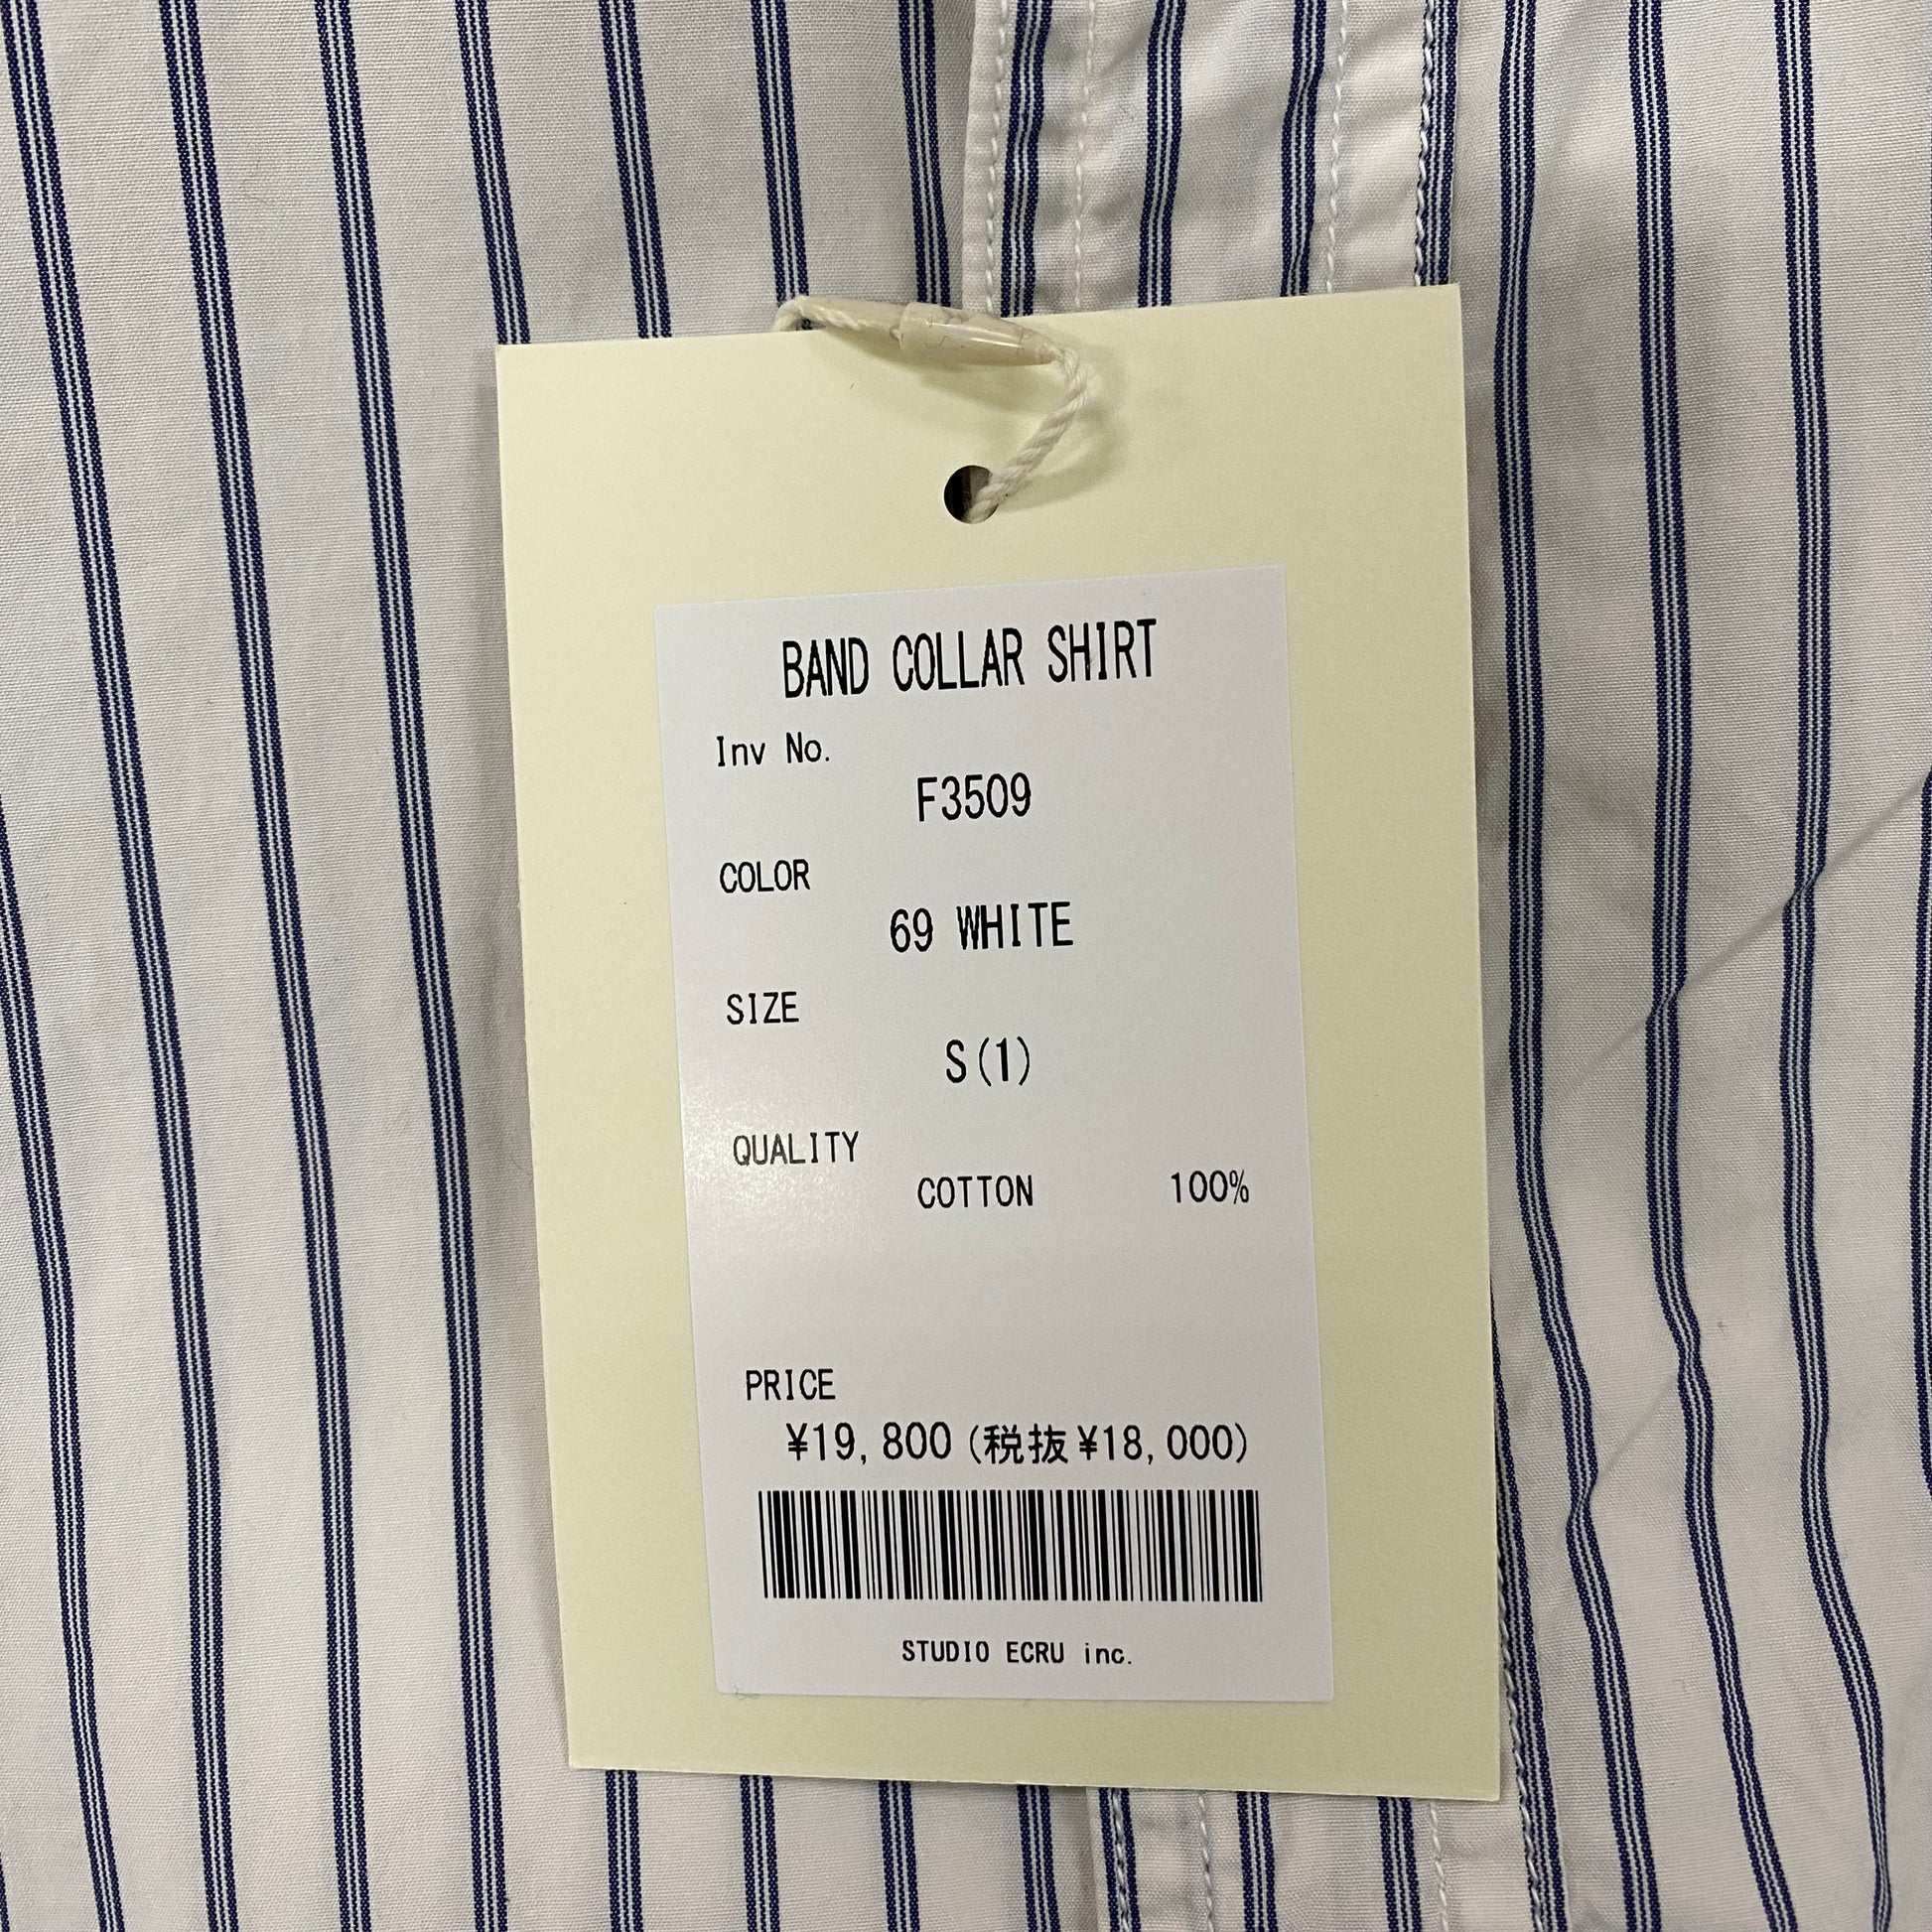 BAND COLLAR SHIRT
Inv No.
F3509
COLOR
69 WHITE
SIZE
S(1)
QUALITY
COTTON 100%
PRICE
¥19,800(税抜¥18,000)
STUDIO ECRU inc.